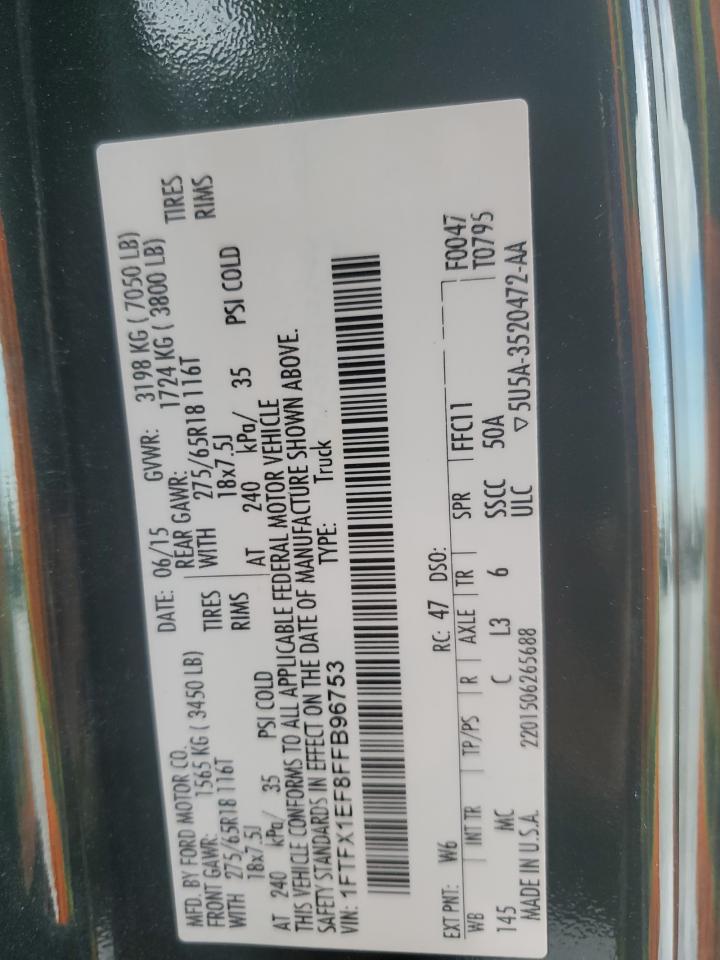 MFD. BY FORD MOTOR CO.
DATE: 06/15 GVWR: 3198 KG ( 7050 LB)
FRONT GAWR: 1565 KG ( 3450 LB) REAR GAWR: 1724 KG ( 3800 LB)
WITH 275/65R18 116T TIRES WITH 275/65R18 116T TIRES
18x7.5J RIMS 18x7.5J RIMS
AT 240 kPa/ 35 PSI COLD AT 240 kPa/ 35 PSI COLD
THIS VEHICLE CONFORMS TO ALL APPLICABLE FEDERAL MOTOR VEHICLE
SAFETY STANDARDS IN EFFECT ON THE DATE OF MANUFACTURE SHOWN ABOVE.
VIN: 1FTFX1EF8FFB96753 TYPE: Truck
EXT PNT: W6 RC: 47 DSO: F0047
WB INT TR TP/PS R AXLE TR SPR FFC11 T0795
145 MC C L3 6 SSCC 50A
MADE IN U.S.A. 2201506265688 ULC ▽5U5A-3520472-AA